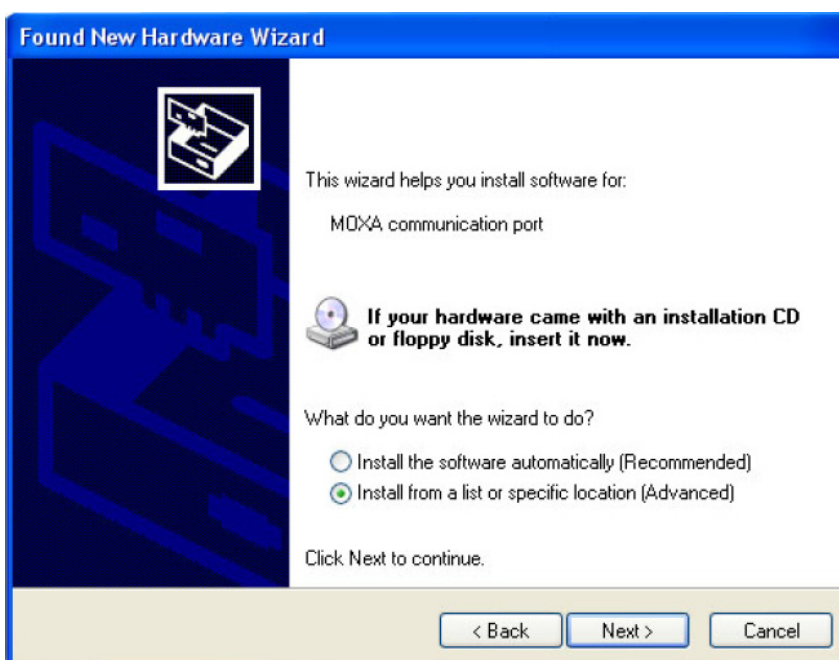 Found New Hardware Wizard
This wizard helps you install software for:
MOXA communication port
If your hardware came with an installation CD
or floppy disk, insert it now.
What do you want the wizard to do?
Install the software automatically (Recommended)
Install from a list or specific location (Advanced)
Click Next to continue.
< Back
Next >
Cancel